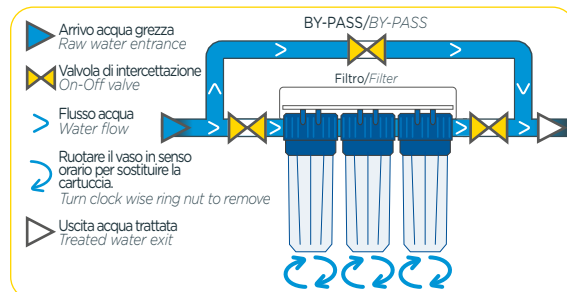 Arrivo acqua grezza
Raw water entrance
Valvola di intercettazione
On-Off valve
Flusso acqua
Water flow
Ruotare il vaso in senso
orario per sostituire la
cartuccia.
Turn clock wise ring nut to remove
Uscita acqua trattata
Treated water exit
BY-PASS/BY-PASS
Filtro/Filter